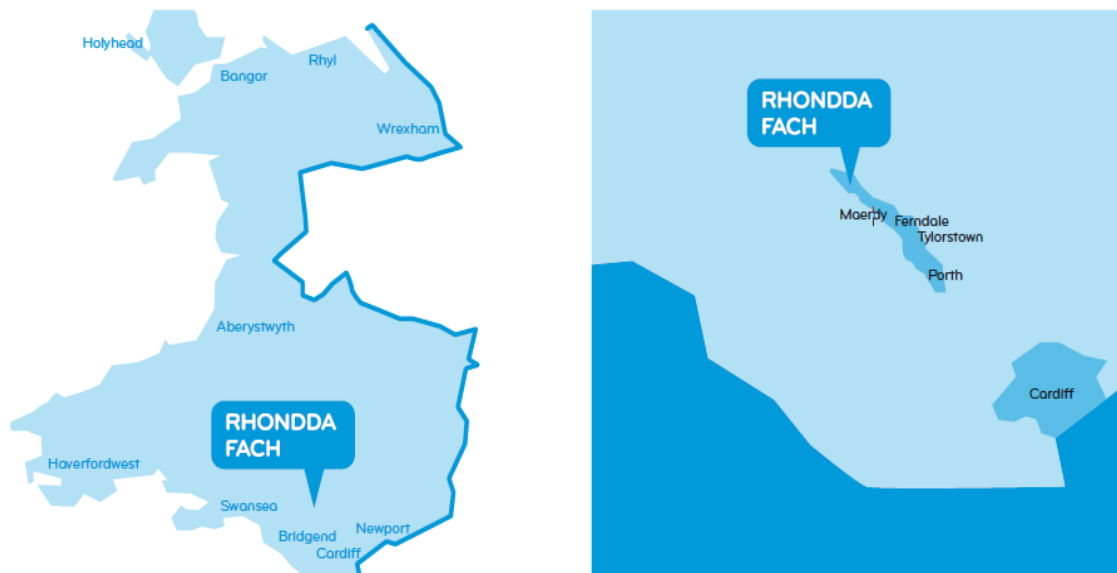 Holyhead
Rhyl
Bangor
Wrexham
Aberystwyth
RHONDDA
FACH
Haverfordwest
Swansea
Newport
Bridgend
Cardiff
RHONDDA
FACH
Maerdy
Ferndale
Tylorstown
Porth
Cardiff